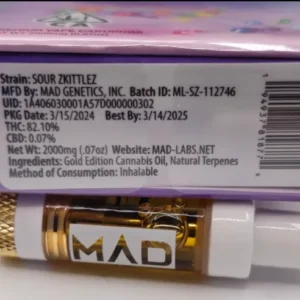 Strain: SOUR ZKITTLEZ
MFD By: MAD GENETICS, INC. Batch ID: ML-SZ-112746
UID: 1A406030001A57D000000302
PKG Date: 3/15/2024 Best By: 3/14/2025
THC: 82.10%
CBD: 0.07%
Net Wt: 2000mg (.07oz) Website: MAD-LABS.NET
Ingredients: Gold Edition Cannabis Oil, Natural Terpenes
Method of Consumption: Inhalable
MAD